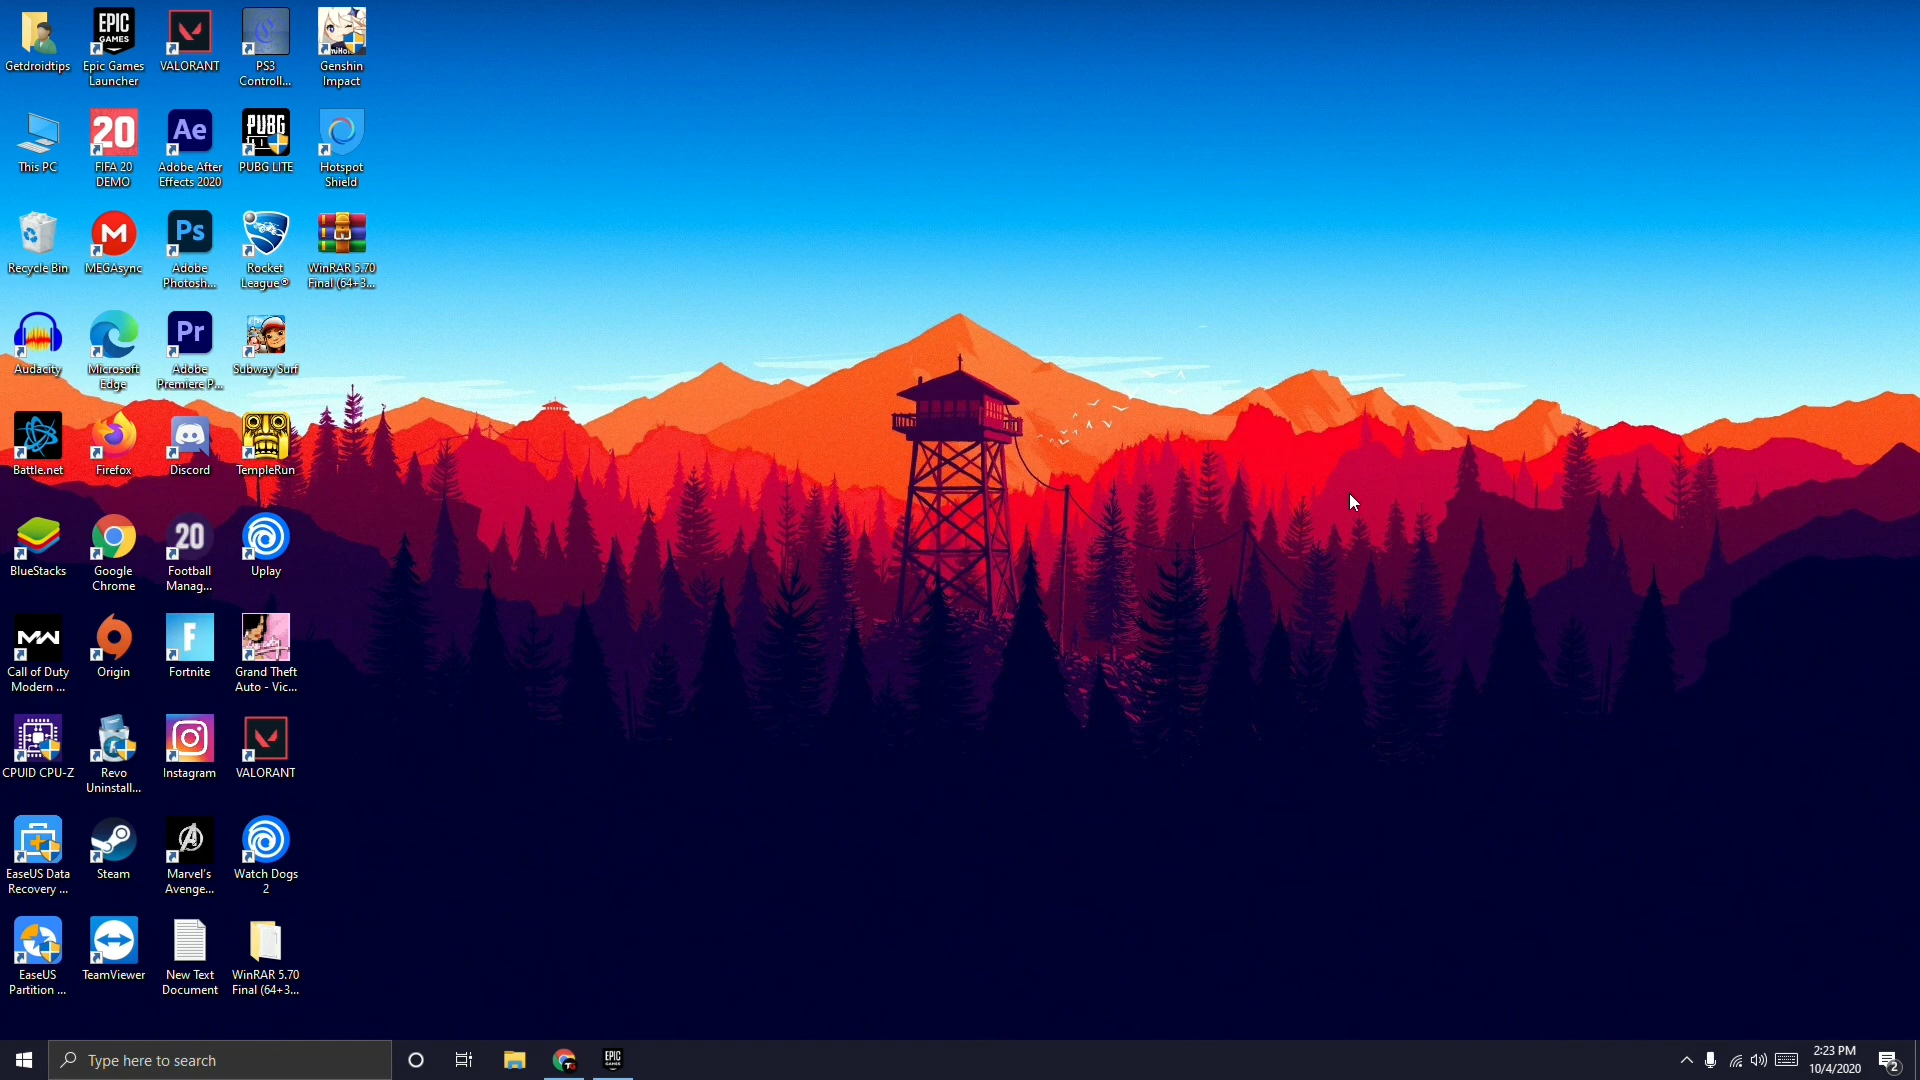 Getdroidtips
Epic Games
Launcher
VALORANT
PS3
Controll...
Genshin
Impact
This PC
FIFA 20
DEMO
Adobe After
Effects 2020
PUBG LITE
Hotspot
Shield
Recycle Bin
MEGAsync
Adobe
Photosh...
Rocket
League®
WinRAR 5.70
Final (64+3...
Audacity
Microsoft
Edge
Adobe
Premiere P...
Subway Surf
Battle.net
Firefox
Discord
TempleRun
BlueStacks
Google
Chrome
Football
Manag...
Uplay
Call of Duty
Modern ...
Origin
Fortnite
Grand Theft
Auto - Vic...
CPUID CPU-Z
Revo
Uninstall...
Instagram
VALORANT
EaseUS Data
Recovery ...
Steam
Marvel's
Avenge...
Watch Dogs
2
EaseUS
Partition ...
TeamViewer
New Text
Document
WinRAR 5.70
Final (64+3...
EPIC
GAMES
20
Ae
PUBG
M
Ps
Pr
20
MW
F
A
Type here to search
EPIC
GAMES
2:23 PM
10/4/2020
2